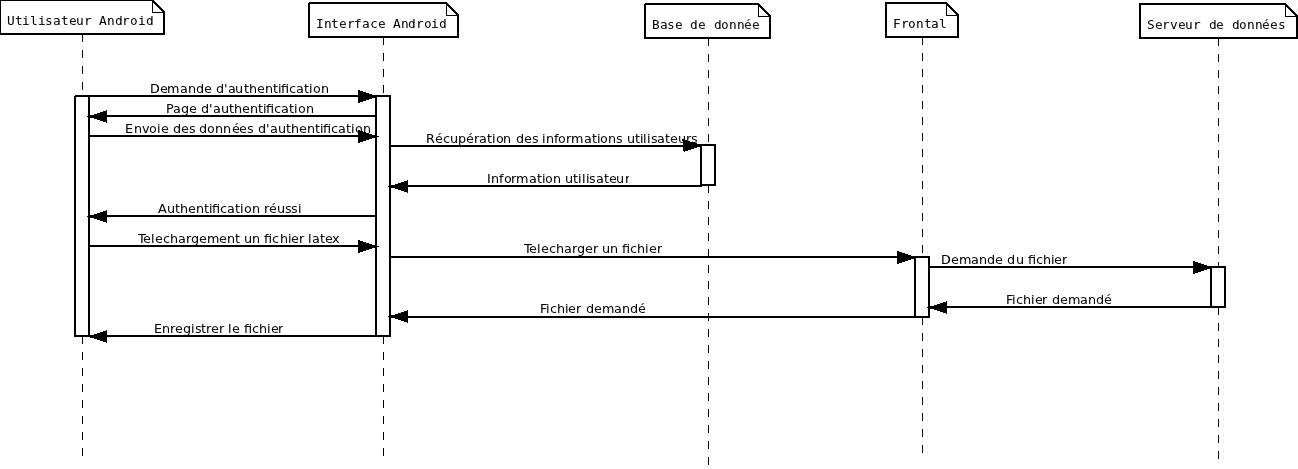 Utilisateur Android
Interface Android
Base de donnée
Frontal
Serveur de données
Demande d'authentification
Page d'authentification
Envoie des données d'authentification
Récupération des informations utilisateurs
Information utilisateur
Authentification réussi
Telechargement un fichier latex
Telecharger un fichier
Demande du fichier
Fichier demandé
Fichier demandé
Enregistrer le fichier